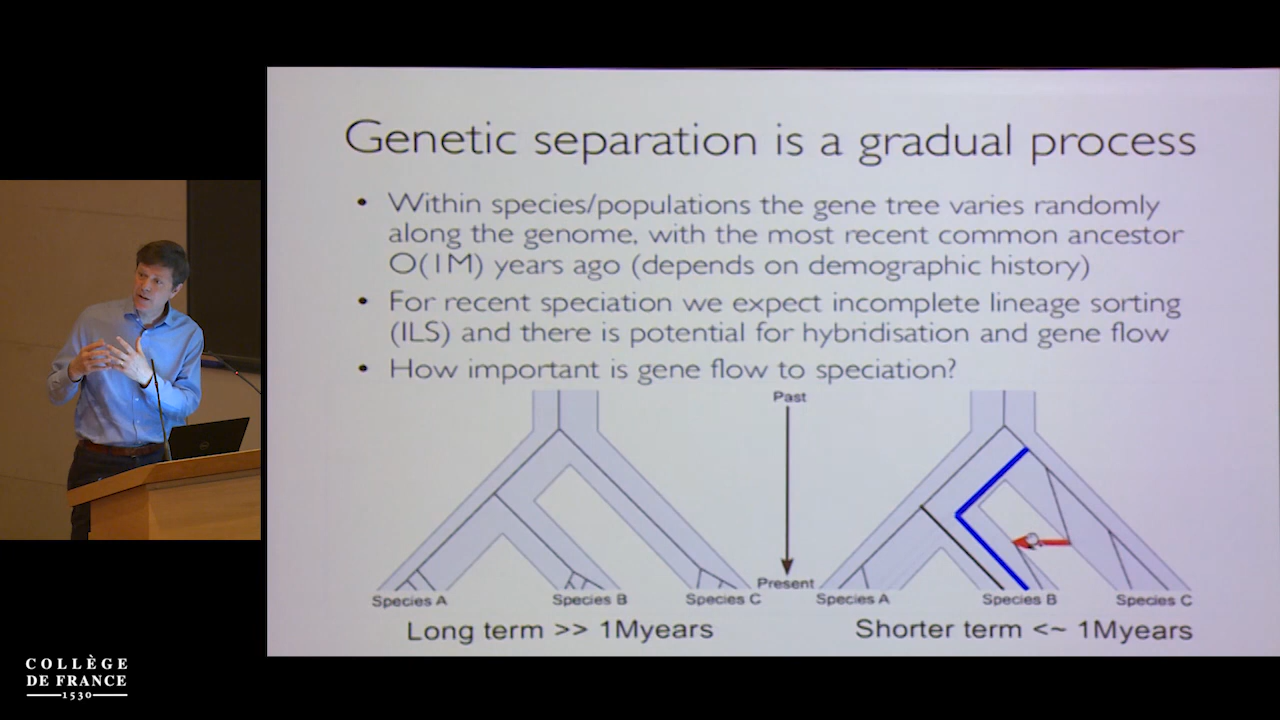 Genetic separation is a gradual process
• Within species/populations the gene tree varies randomly
along the genome, with the most recent common ancestor
O(1M) years ago (depends on demographic history)
• For recent speciation we expect incomplete lineage sorting
(ILS) and there is potential for hybridisation and gene flow
• How important is gene flow to speciation?
Past
Present
Species A
Species B
Species C
Species A
Species B
Species C
Long term >> 1Myears
Shorter term <~ 1Myears
COLLÈGE
DE FRANCE
1530